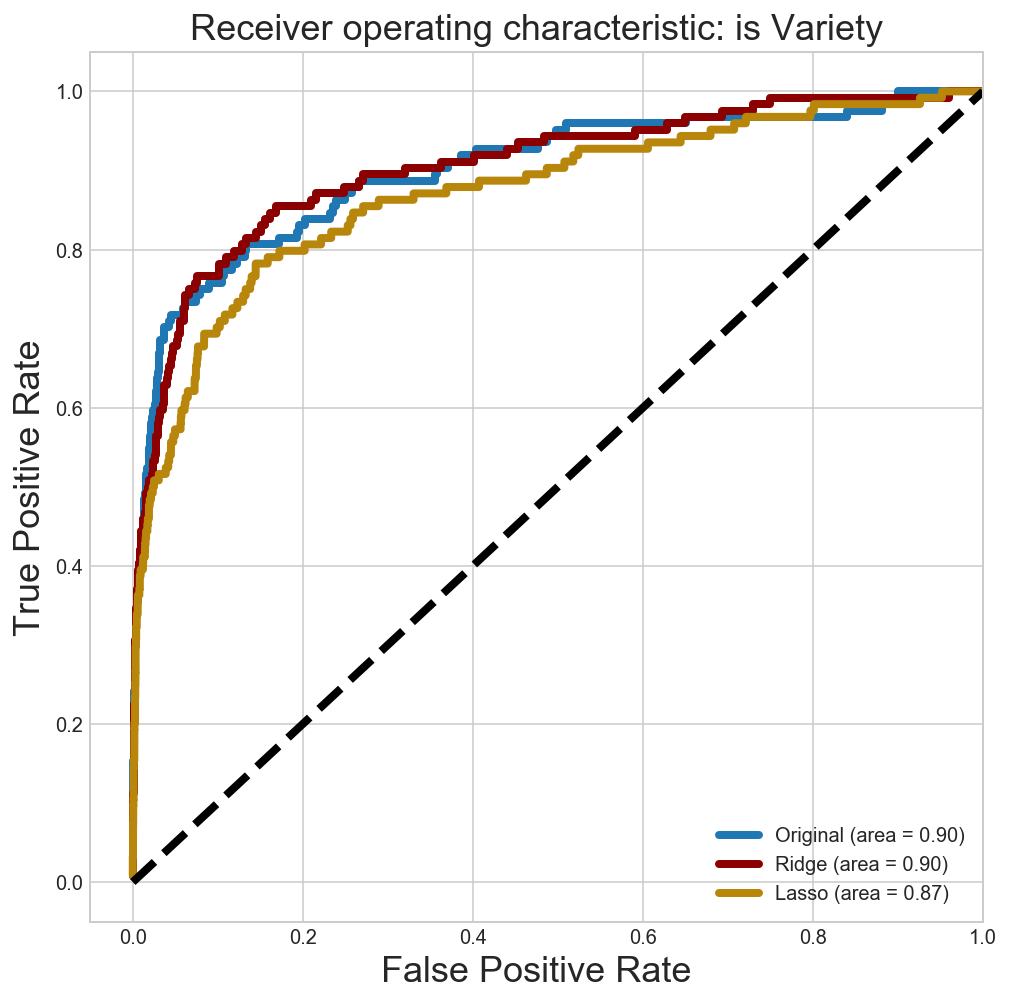 Receiver operating characteristic: is Variety
True Positive Rate
1.0
0.8
0.6
0.4
0.2
0.0
Original (area = 0.90)
Ridge (area = 0.90)
Lasso (area = 0.87)
0.0 0.2 0.4 0.6 0.8 1.0
False Positive Rate